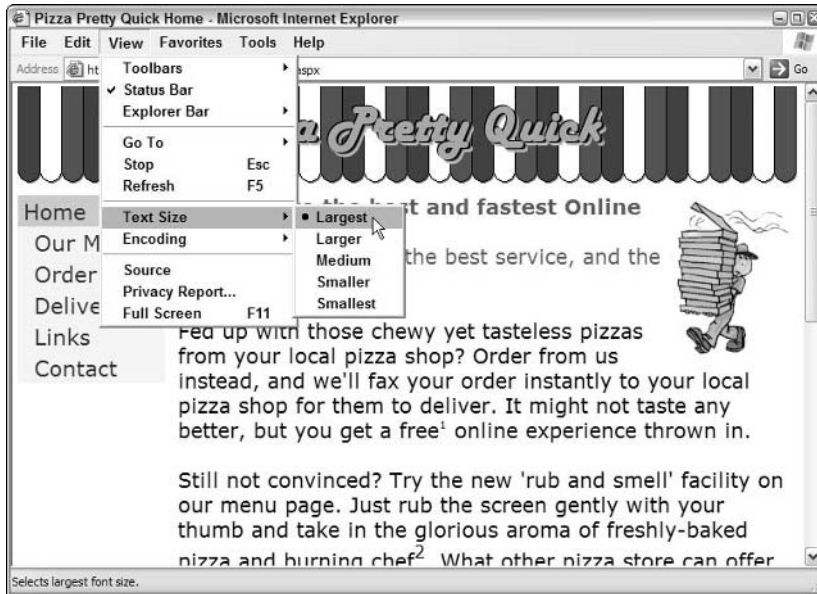 Pizza Pretty Quick Home - Microsoft Internet Explorer
File Edit View Favorites Tools Help
Address ht aspx Go
Toolbars
Status Bar
Explorer Bar
Go To
Stop Esc
Refresh F5
Text Size
Encoding
Source
Privacy Report...
Full Screen F11
Largest
Larger
Medium
Smaller
Smallest
a Pretty Quick
Home
Our M
Order
Delive
Links
Contact
the best and fastest Online
the best service, and the
Fed up with those chewy yet tasteless pizzas
from your local pizza shop? Order from us
instead, and we'll fax your order instantly to your local
pizza shop for them to deliver. It might not taste any
better, but you get a free1 online experience thrown in.
Still not convinced? Try the new 'rub and smell' facility on
our menu page. Just rub the screen gently with your
thumb and take in the glorious aroma of freshly-baked
pizza and burning chef2 What other pizza store can offer
Selects largest font size.